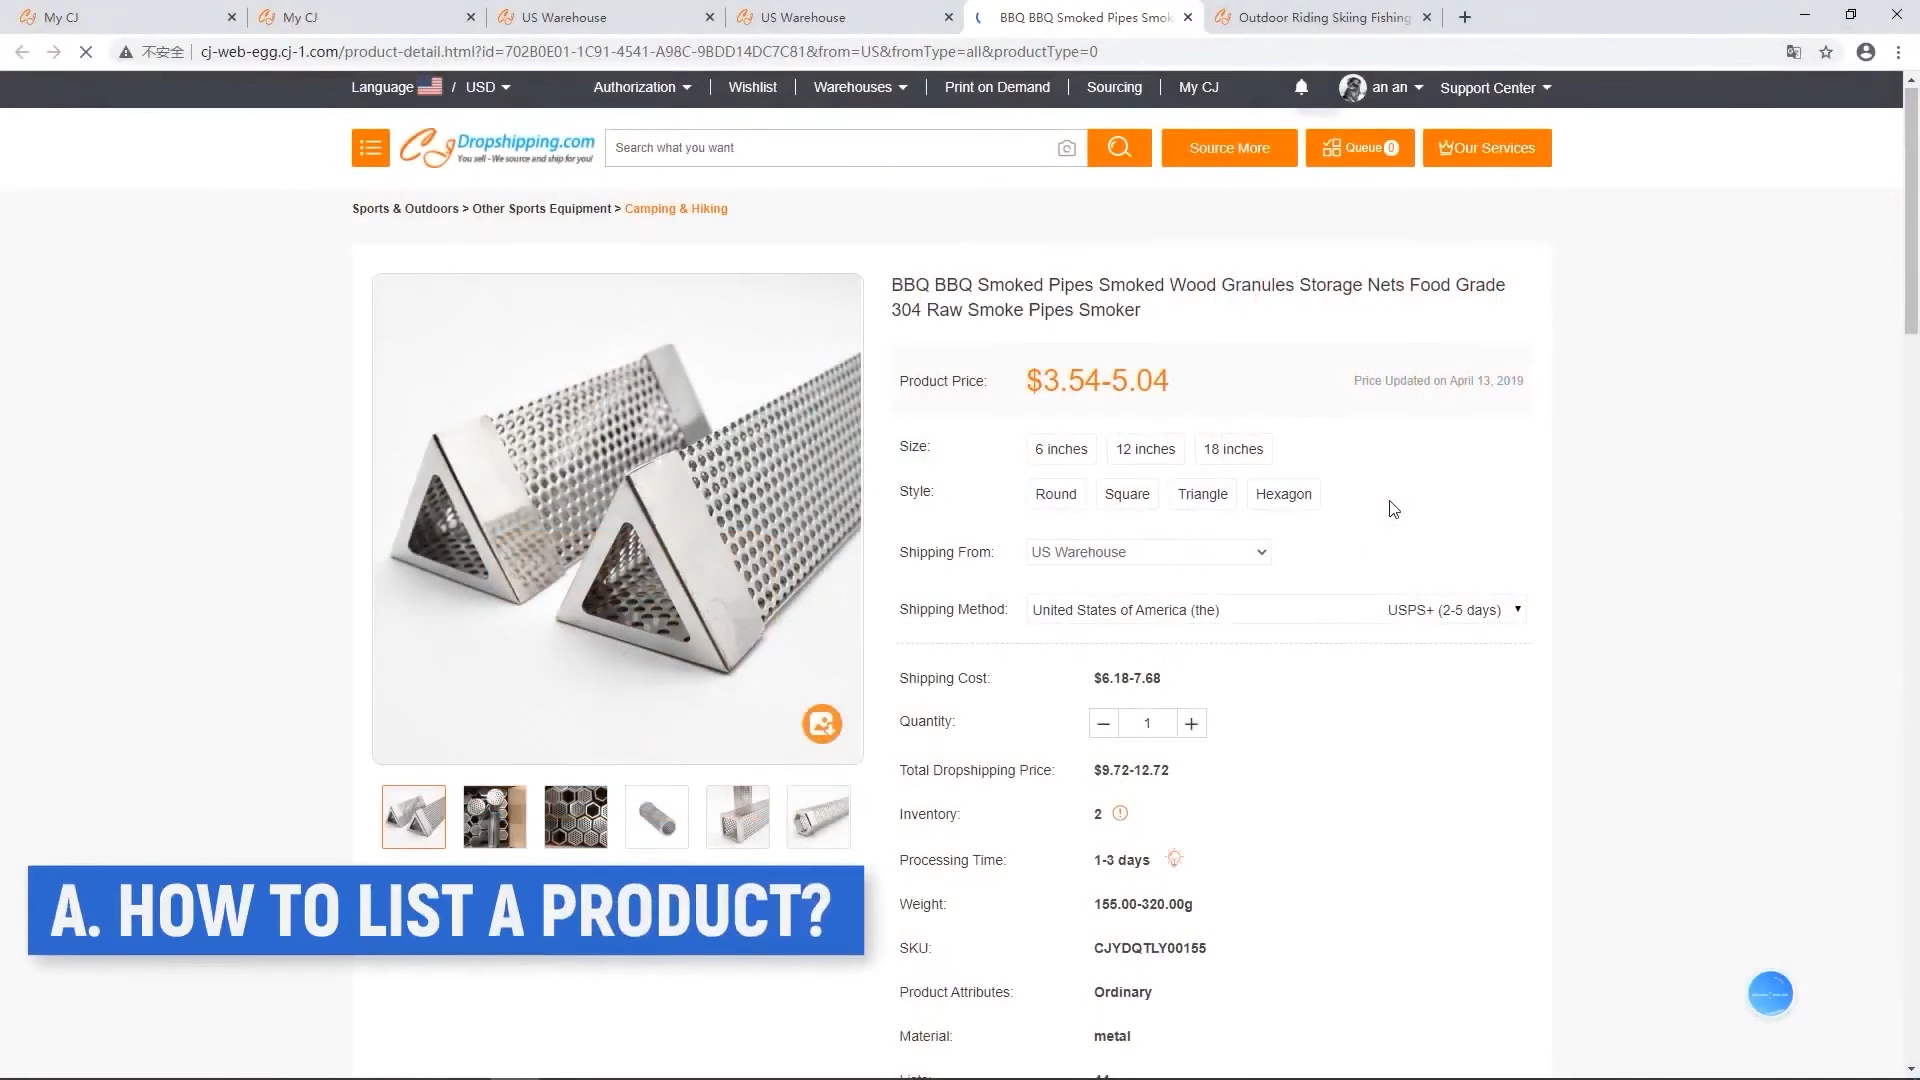 My CJ
My CJ
US Warehouse
US Warehouse
BBQ BBQ Smoked Pipes Smok
Outdoor Riding Skiing Fishing
不安全 cj-web-egg.cj-1.com/product-detail.html?id=702B0E01-1C91-4541-A98C-9BDD14DC7C81&from=US&fromType=all&productType=0
Language / USD Authorization Wishlist Warehouses Print on Demand Sourcing My CJ an an Support Center
CJ Dropshipping.com
You sell - We source and ship for you!
Search what you want
Source More
Queue 0
Our Services
Sports & Outdoors > Other Sports Equipment > Camping & Hiking
BBQ BBQ Smoked Pipes Smoked Wood Granules Storage Nets Food Grade
304 Raw Smoke Pipes Smoker
Product Price: $3.54-5.04 Price Updated on April 13, 2019
Size: 6 inches 12 inches 18 inches
Style: Round Square Triangle Hexagon
Shipping From: US Warehouse
Shipping Method: United States of America (the) USPS+ (2-5 days)
Shipping Cost: $6.18-7.68
Quantity: 1
Total Dropshipping Price: $9.72-12.72
Inventory: 2
Processing Time: 1-3 days
Weight: 155.00-320.00g
SKU: CJYDQTLY00155
Product Attributes: Ordinary
Material: metal
A. HOW TO LIST A PRODUCT?